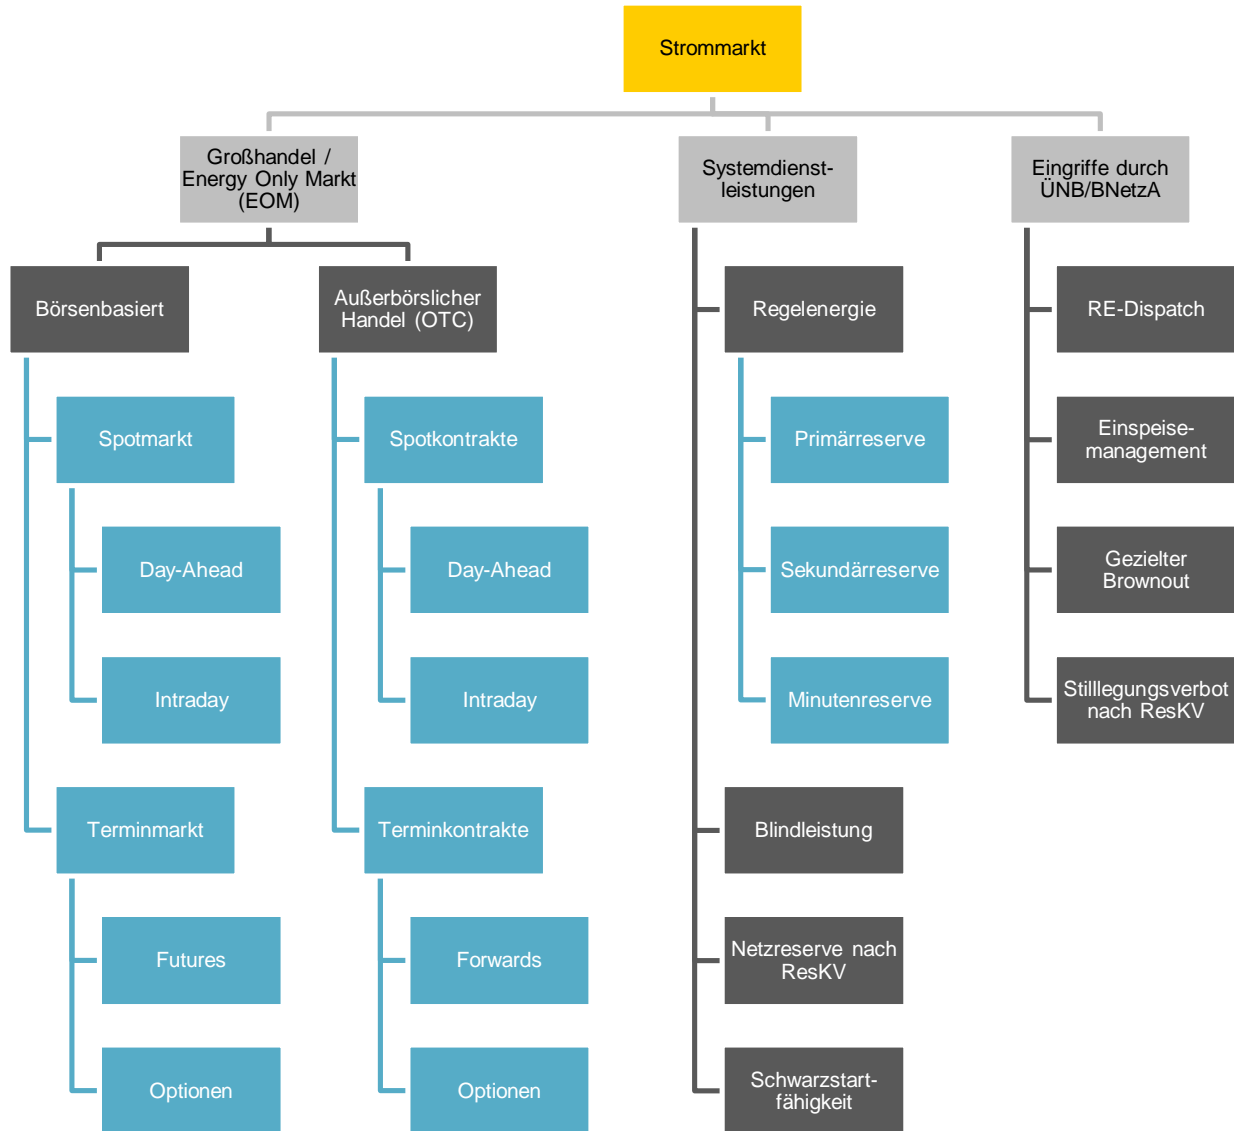 Strommarkt
Großhandel /
Energy Only Markt
(EOM)
Systemdienst-
leistungen
Eingriffe durch
ÜNB/BNetzA
Börsenbasiert
Außerbörslicher
Handel (OTC)
Regelenergie
RE-Dispatch
Spotmarkt
Spotkontrakte
Primärreserve
Einspeise-
management
Day-Ahead
Day-Ahead
Sekundärreserve
Gezielter
Brownout
Intraday
Intraday
Minutenreserve
Stilllegungsverbot
nach ResKV
Terminmarkt
Terminkontrakte
Blindleistung
Futures
Forwards
Netzreserve nach
ResKV
Optionen
Optionen
Schwarzstart-
fähigkeit